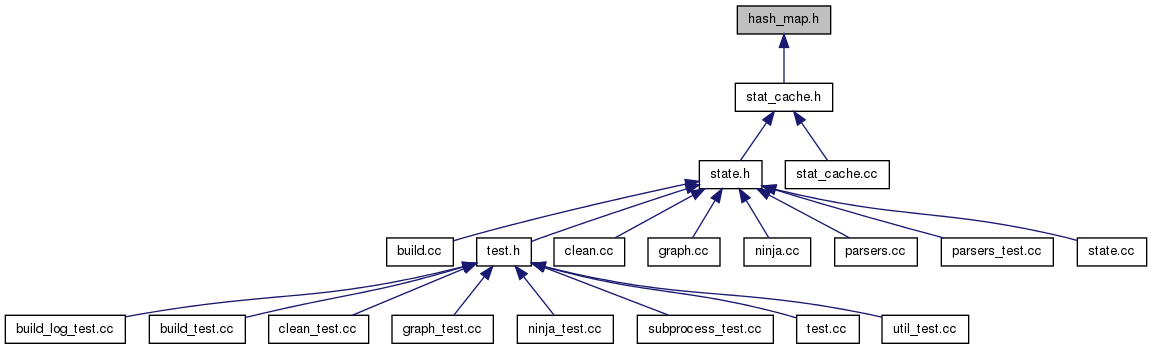 hash_map.h
stat_cache.h
state.h
stat_cache.cc
build.cc
test.h
clean.cc
graph.cc
ninja.cc
parsers.cc
parsers_test.cc
state.cc
build_log_test.cc
build_test.cc
clean_test.cc
graph_test.cc
ninja_test.cc
subprocess_test.cc
test.cc
util_test.cc